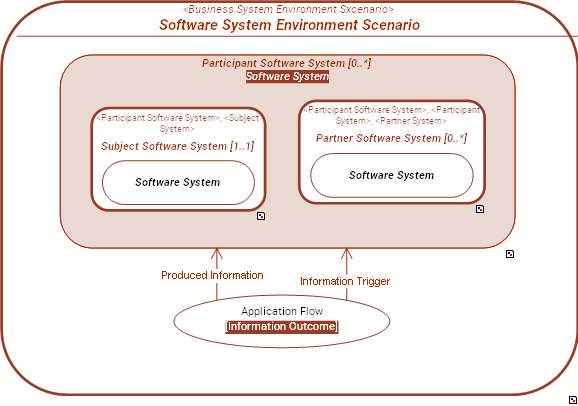 <Business System Environment Sxcenario>
Software System Environment Scenario
Participant Software System [0..*]
Software System
<Participant Software System>, <Subject
System>
Subject Software System [1..1]
Software System
<Participant Software System>, <Participant
System>, <Partner System>
Partner Software System [0..*]
Software System
Produced Information
Information Trigger
Application Flow
[Information Outcome]